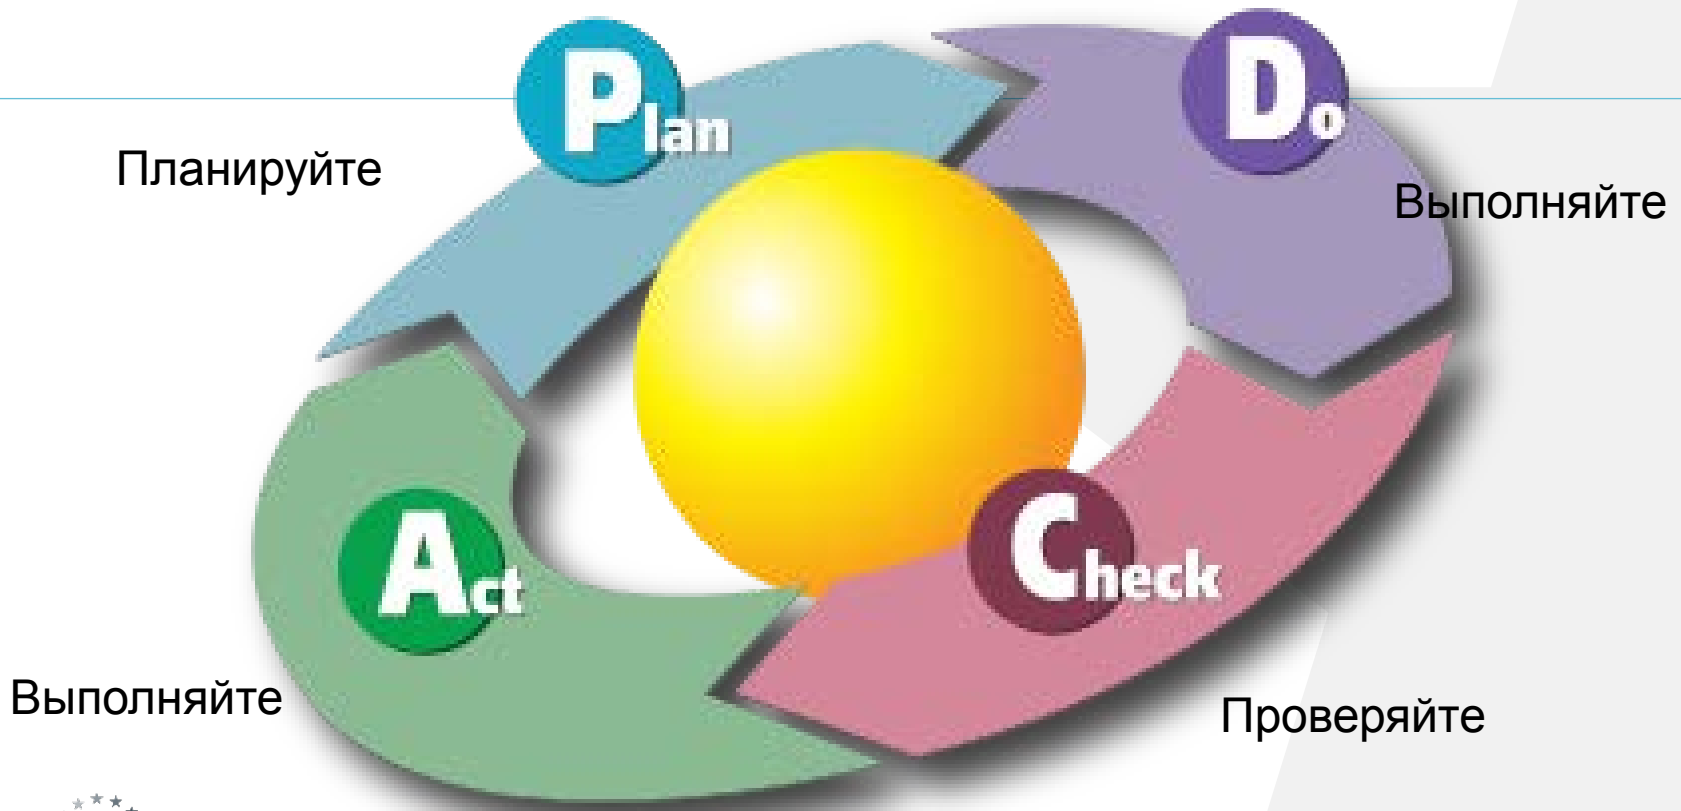 Plan
Do
Планируйте
Выполняйте
Act
Check
Выполняйте
Проверяйте